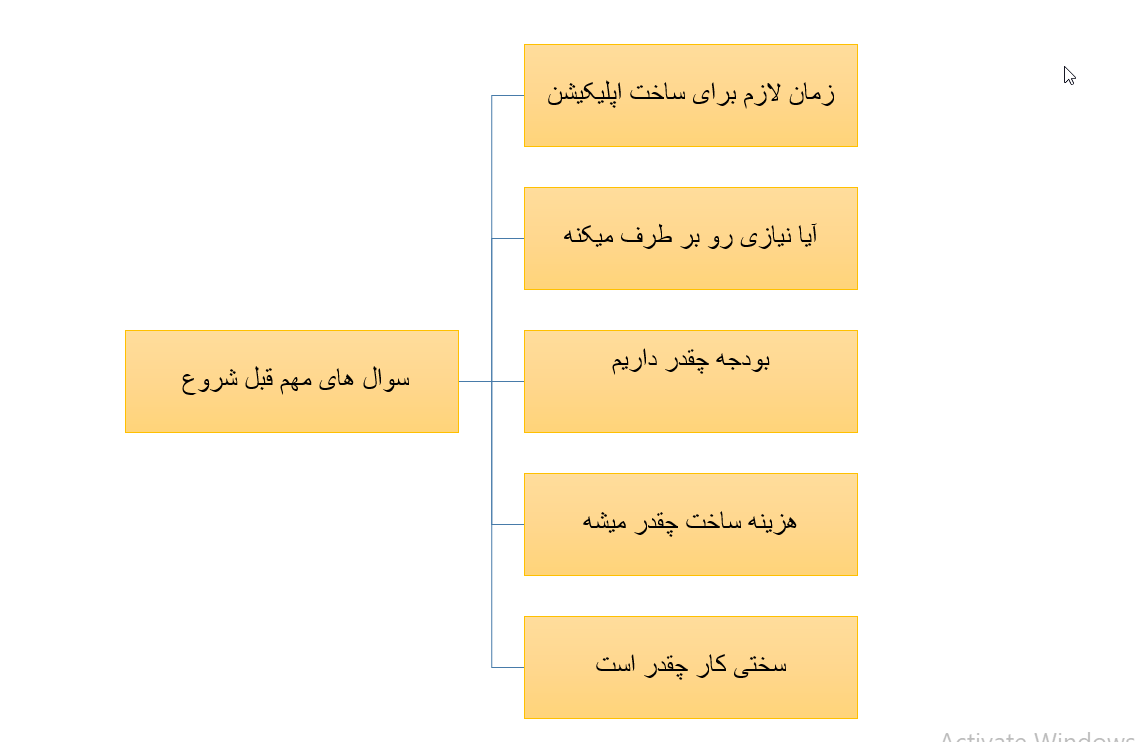 زمان لازم برای ساخت اپلیکیشن
آیا نیازی رو بر طرف میکنه
سوال های مهم قبل شروع
بودجه چقدر داریم
هزینه ساخت چقدر میشه
سختی کار چقدر است
Activate Windows